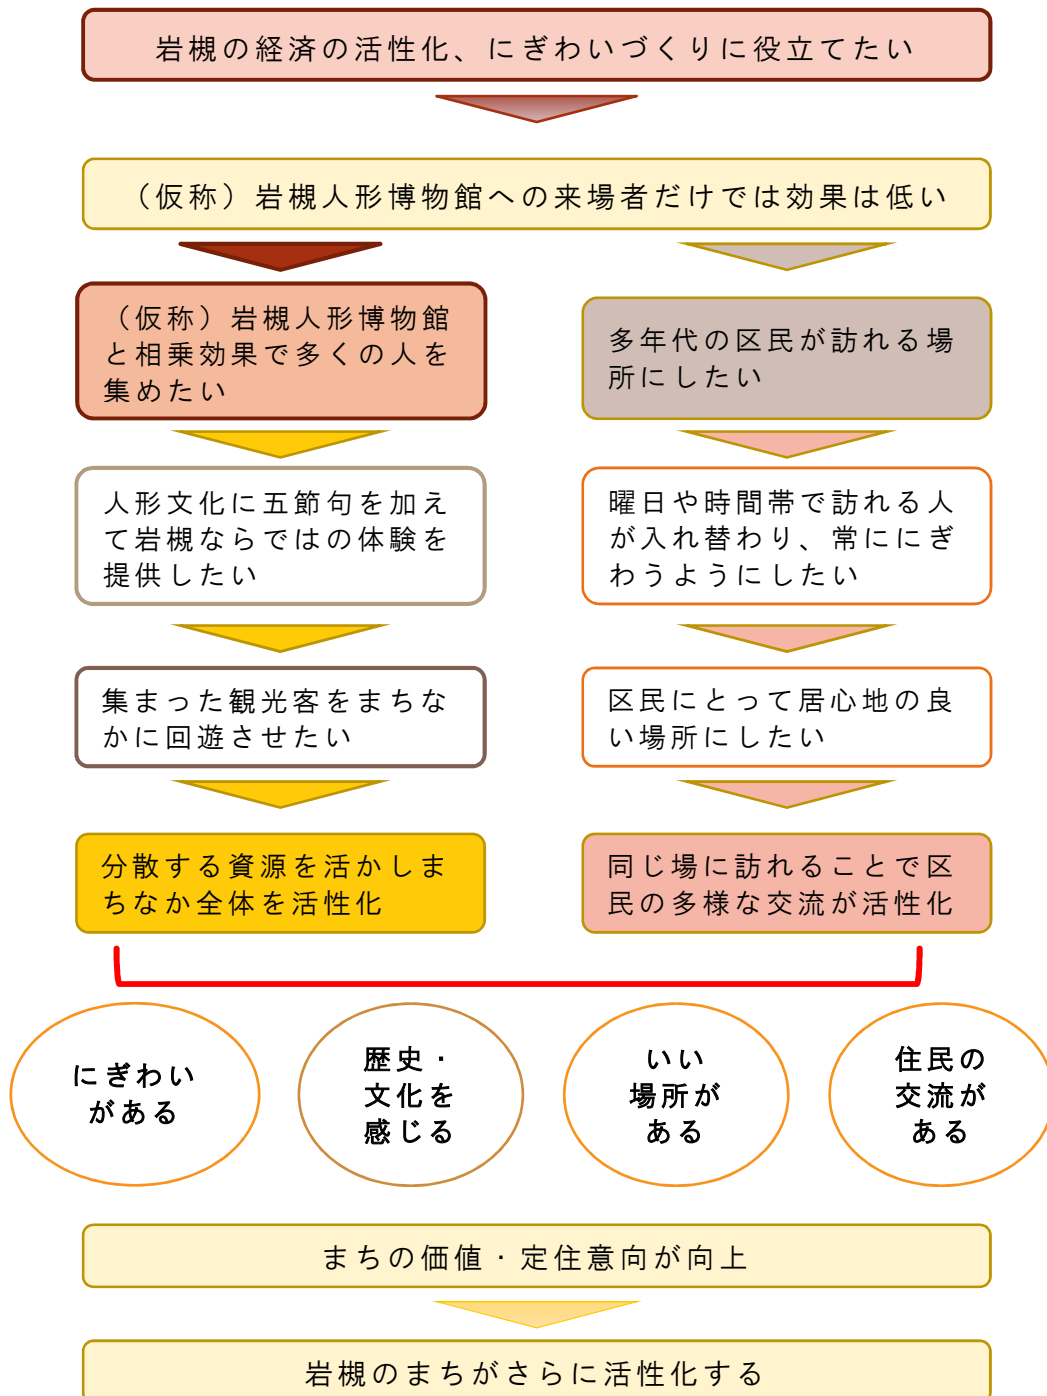 岩槻の経済の活性化、にぎわいづくりに役立てたい
（仮称）岩槻人形博物館への来場者だけでは効果は低い
（仮称）岩槻人形博物館
と相乗効果で多くの人を
集めたい
人形文化に五節句を加え
て岩槻ならではの体験を
提供したい
集まった観光客をまちな
かに回遊させたい
分散する資源を活かしま
ちなか全体を活性化
多年代の区民が訪れる場
所にしたい
曜日や時間帯で訪れる人
が入れ替わり、常ににぎ
わうようにしたい
区民にとって居心地の良
い場所にしたい
同じ場に訪れることで区
民の多様な交流が活性化
にぎわい
がある
歴史・
文化を
感じる
いい
場所が
ある
住民の
交流が
ある
まちの価値・定住意向が向上
岩槻のまちがさらに活性化する